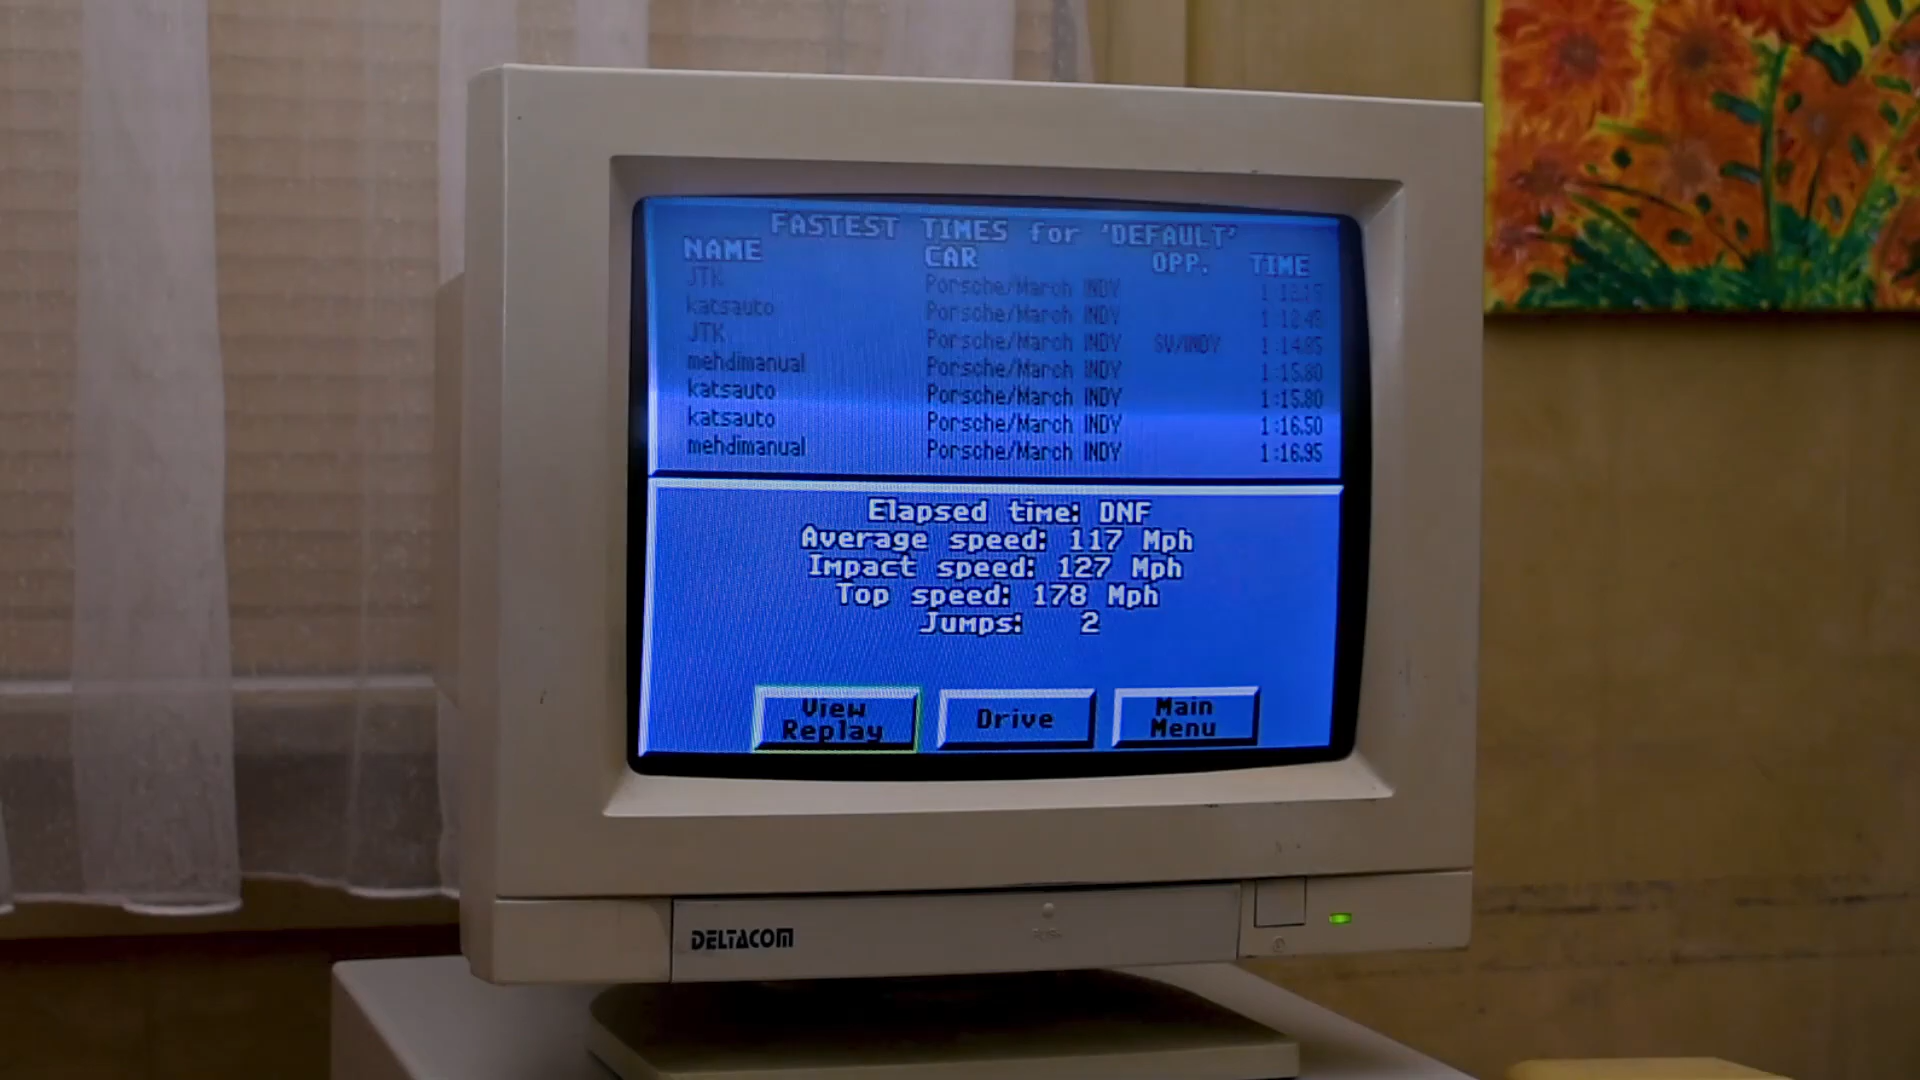 FASTEST TIMES for 'DEFAULT'
NAME CAR OPP. TIME
JTK Porsche/March INDY
katsauto Porsche/March INDY 1:12.45
JTK Porsche/March INDY SV/INDY 1:14.85
mehdimanual Porsche/March INDY 1:15.80
katsauto Porsche/March INDY 1:15.80
katsauto Porsche/March INDY 1:16.50
mehdimanual Porsche/March INDY 1:16.95
Elapsed time: DNF
Average speed: 117 Mph
Impact speed: 127 Mph
Top speed: 178 Mph
Jumps: 2
View Replay
Drive
Main Menu
DELTACOM